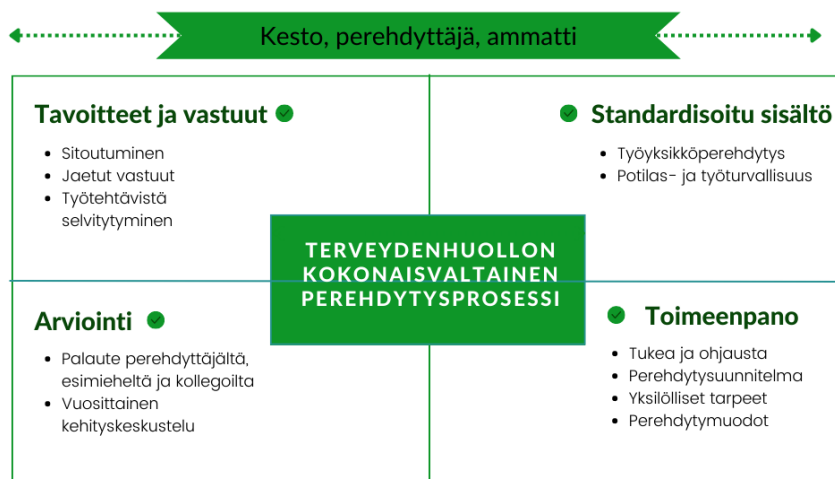 Kesto, perehdyttäjä, ammatti
Tavoitteet ja vastuut
• Sitoutuminen
• Jaetut vastuut
• Työtehtävistä
selvitytyminen
Standardisoitu sisältö
• Työyksikköperehdytys
• Potilas- ja työturvallisuus
TERVEYDENHUOLLON
KOKONAISVALTAINEN
PEREHDYTYSPROSESSI
Arviointi
• Palaute perehdyttäjältä,
esimieheltä ja kollegoilta
• Vuosittainen
kehityskeskustelu
Toimeenpano
• Tukea ja ohjausta
• Perehdytysuunnitelma
• Yksilölliset tarpeet
• Perehdytymuodot